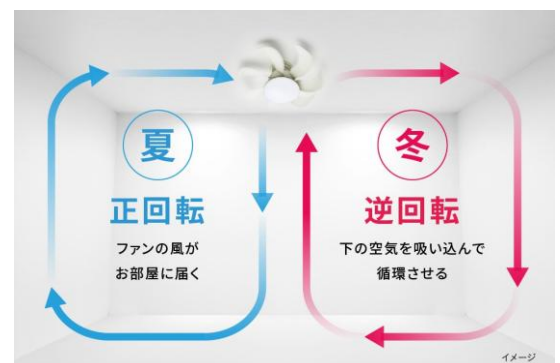 夏
正回転
ファンの風が
お部屋に届く
冬
逆回転
下の空気を吸い込んで
循環させる
イメージ